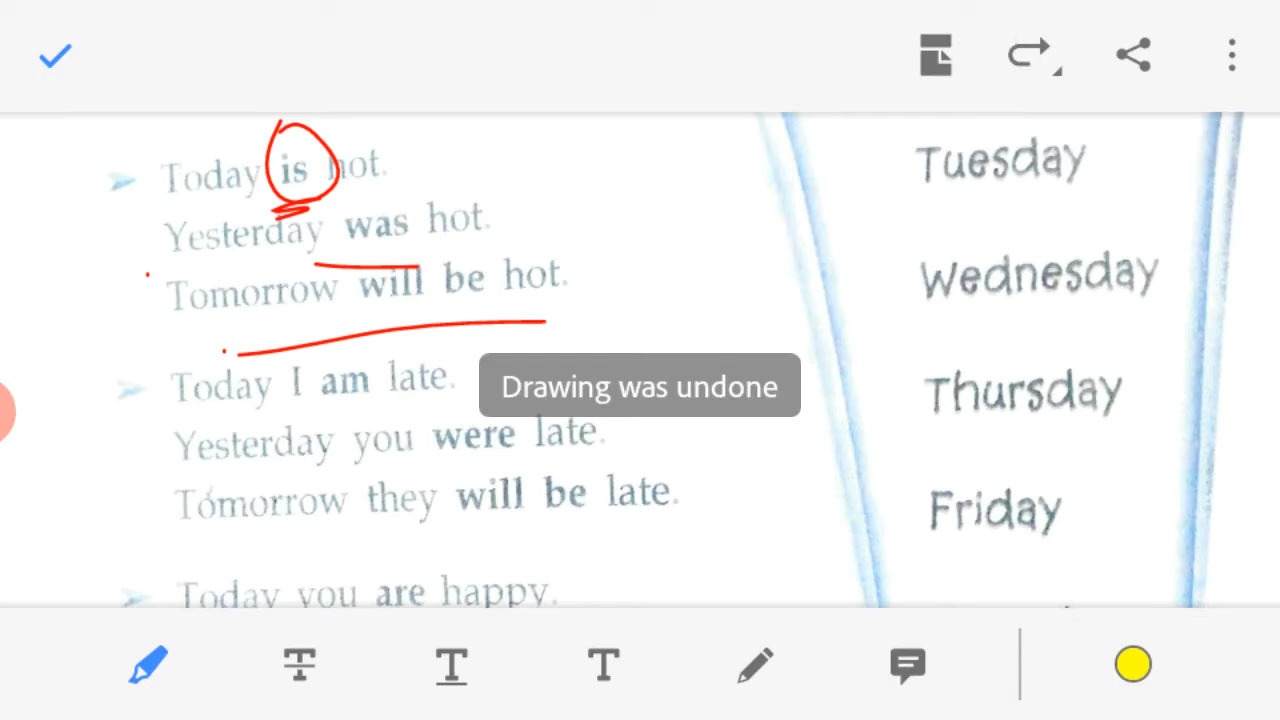 Today is hot.
Yesterday was hot.
Tomorrow will be hot.
Today I am late.
Yesterday you were late.
Tómorrow they will be late.
Today you are happy.
Tuesday
Wednesday
Thursday
Friday
Drawing was undone